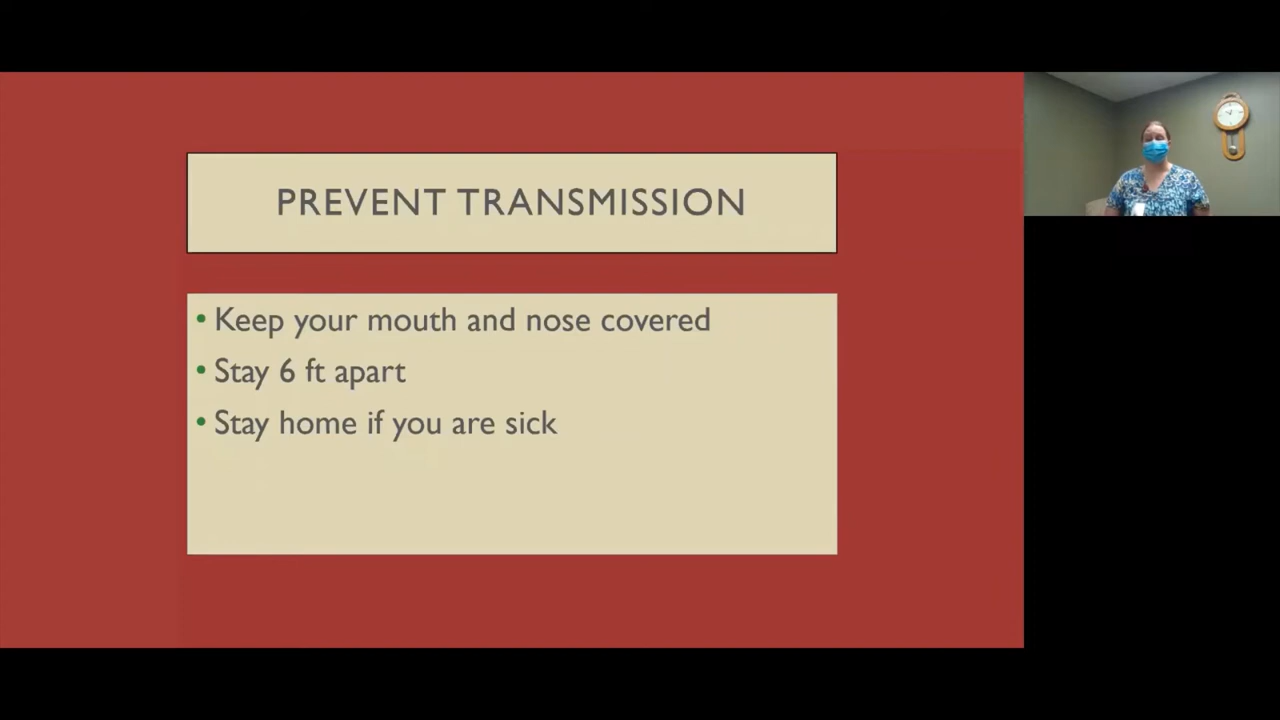 PREVENT TRANSMISSION
• Keep your mouth and nose covered
• Stay 6 ft apart
• Stay home if you are sick